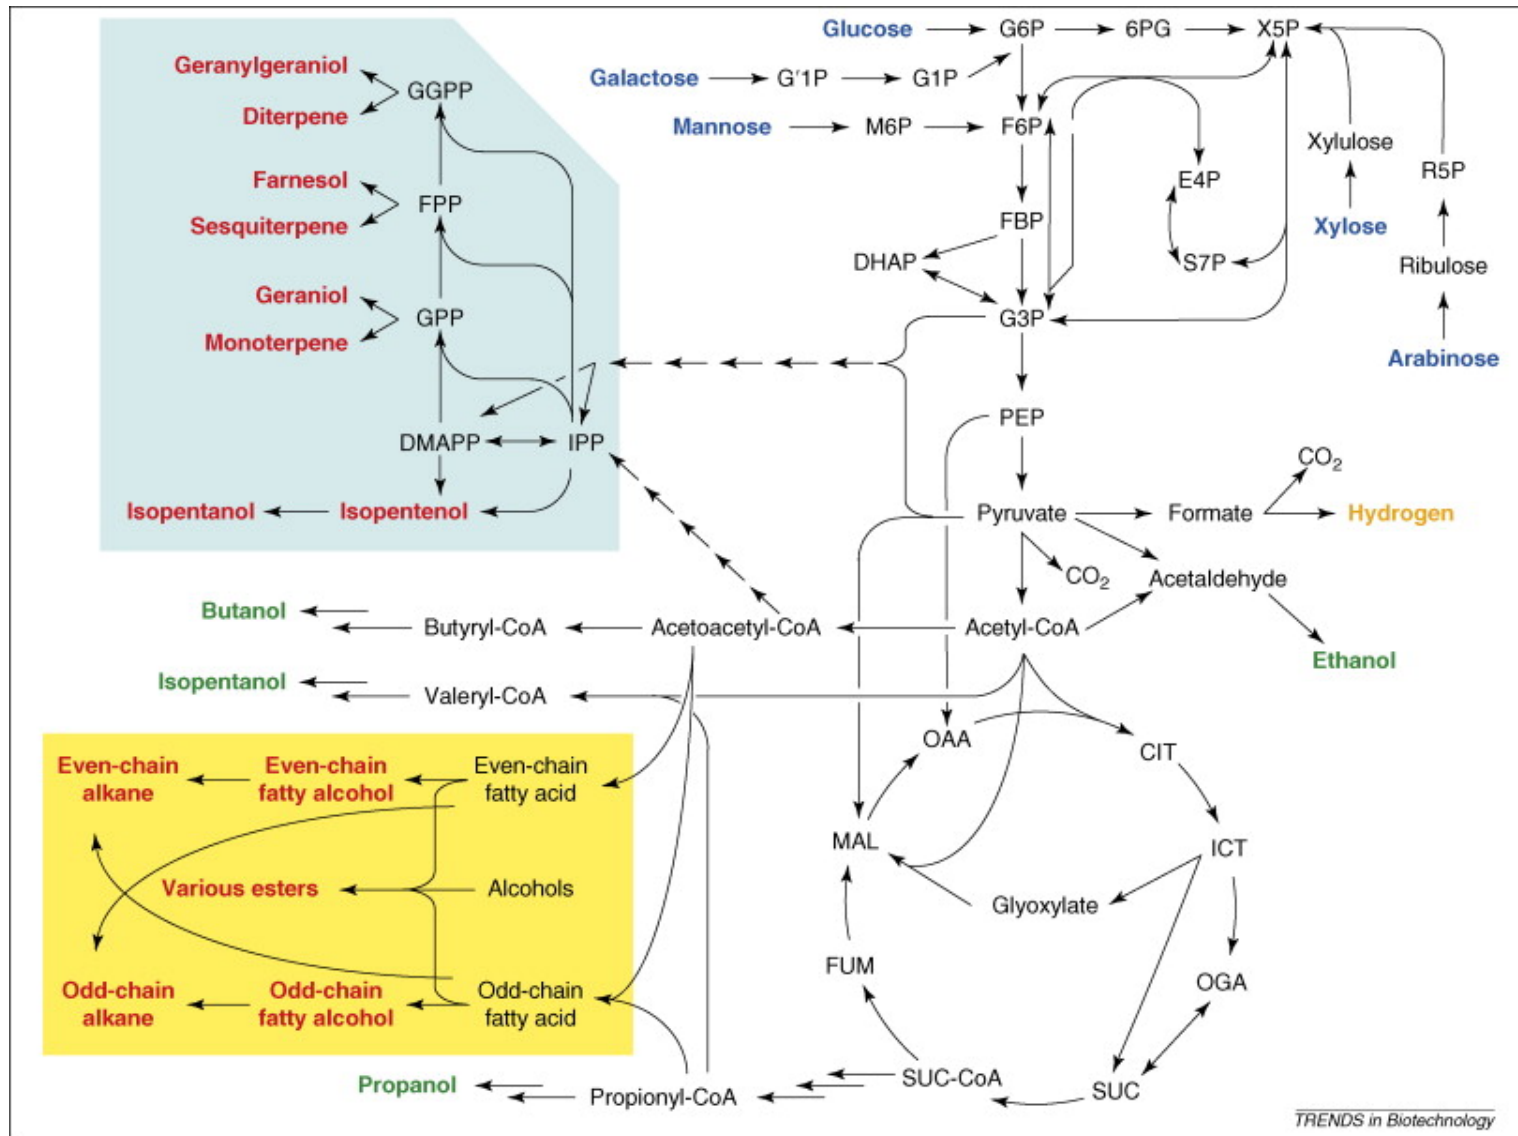 Glucose
G6P
6PG
X5P
Galactose
G'1P
G1P
Mannose
M6P
F6P
Xylulose
R5P
E4P
Xylose
FBP
DHAP
S7P
Ribulose
G3P
Arabinose
Geranylgeraniol
GGPP
Diterpene
Farnesol
FPP
Sesquiterpene
Geraniol
GPP
Monoterpene
DMAPP
IPP
Isopentanol
Isopentenol
PEP
CO2
Pyruvate
Formate
Hydrogen
CO2
Acetaldehyde
Butanol
Butyryl-CoA
Acetoacetyl-CoA
Acetyl-CoA
Ethanol
Isopentanol
Valeryl-CoA
OAA
CIT
Even-chain
alkane
Even-chain
fatty alcohol
Even-chain
fatty acid
MAL
ICT
Various esters
Alcohols
Glyoxylate
FUM
OGA
Odd-chain
alkane
Odd-chain
fatty alcohol
Odd-chain
fatty acid
Propanol
Propionyl-CoA
SUC-CoA
SUC
TRENDS in Biotechnology